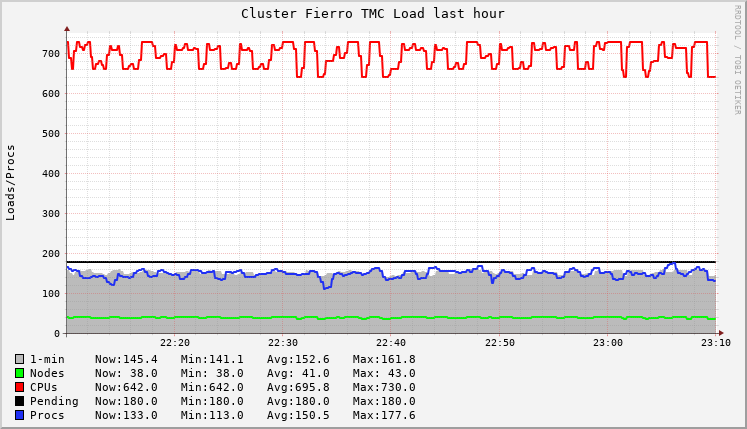 Cluster Fierro TMC Load last hour
RRDTOOL / TOBI OETIKER
Loads/Procs
700
600
500
400
300
200
100
0
22:20 22:30 22:40 22:50 23:00 23:10
1-min Now:145.4 Min:141.1 Avg:152.6 Max:161.8
Nodes Now: 38.0 Min: 38.0 Avg: 41.0 Max: 43.0
CPUs Now:642.0 Min:642.0 Avg:695.8 Max:730.0
Pending Now:180.0 Min:180.0 Avg:180.0 Max:180.0
Procs Now:133.0 Min:113.0 Avg:150.5 Max:177.6